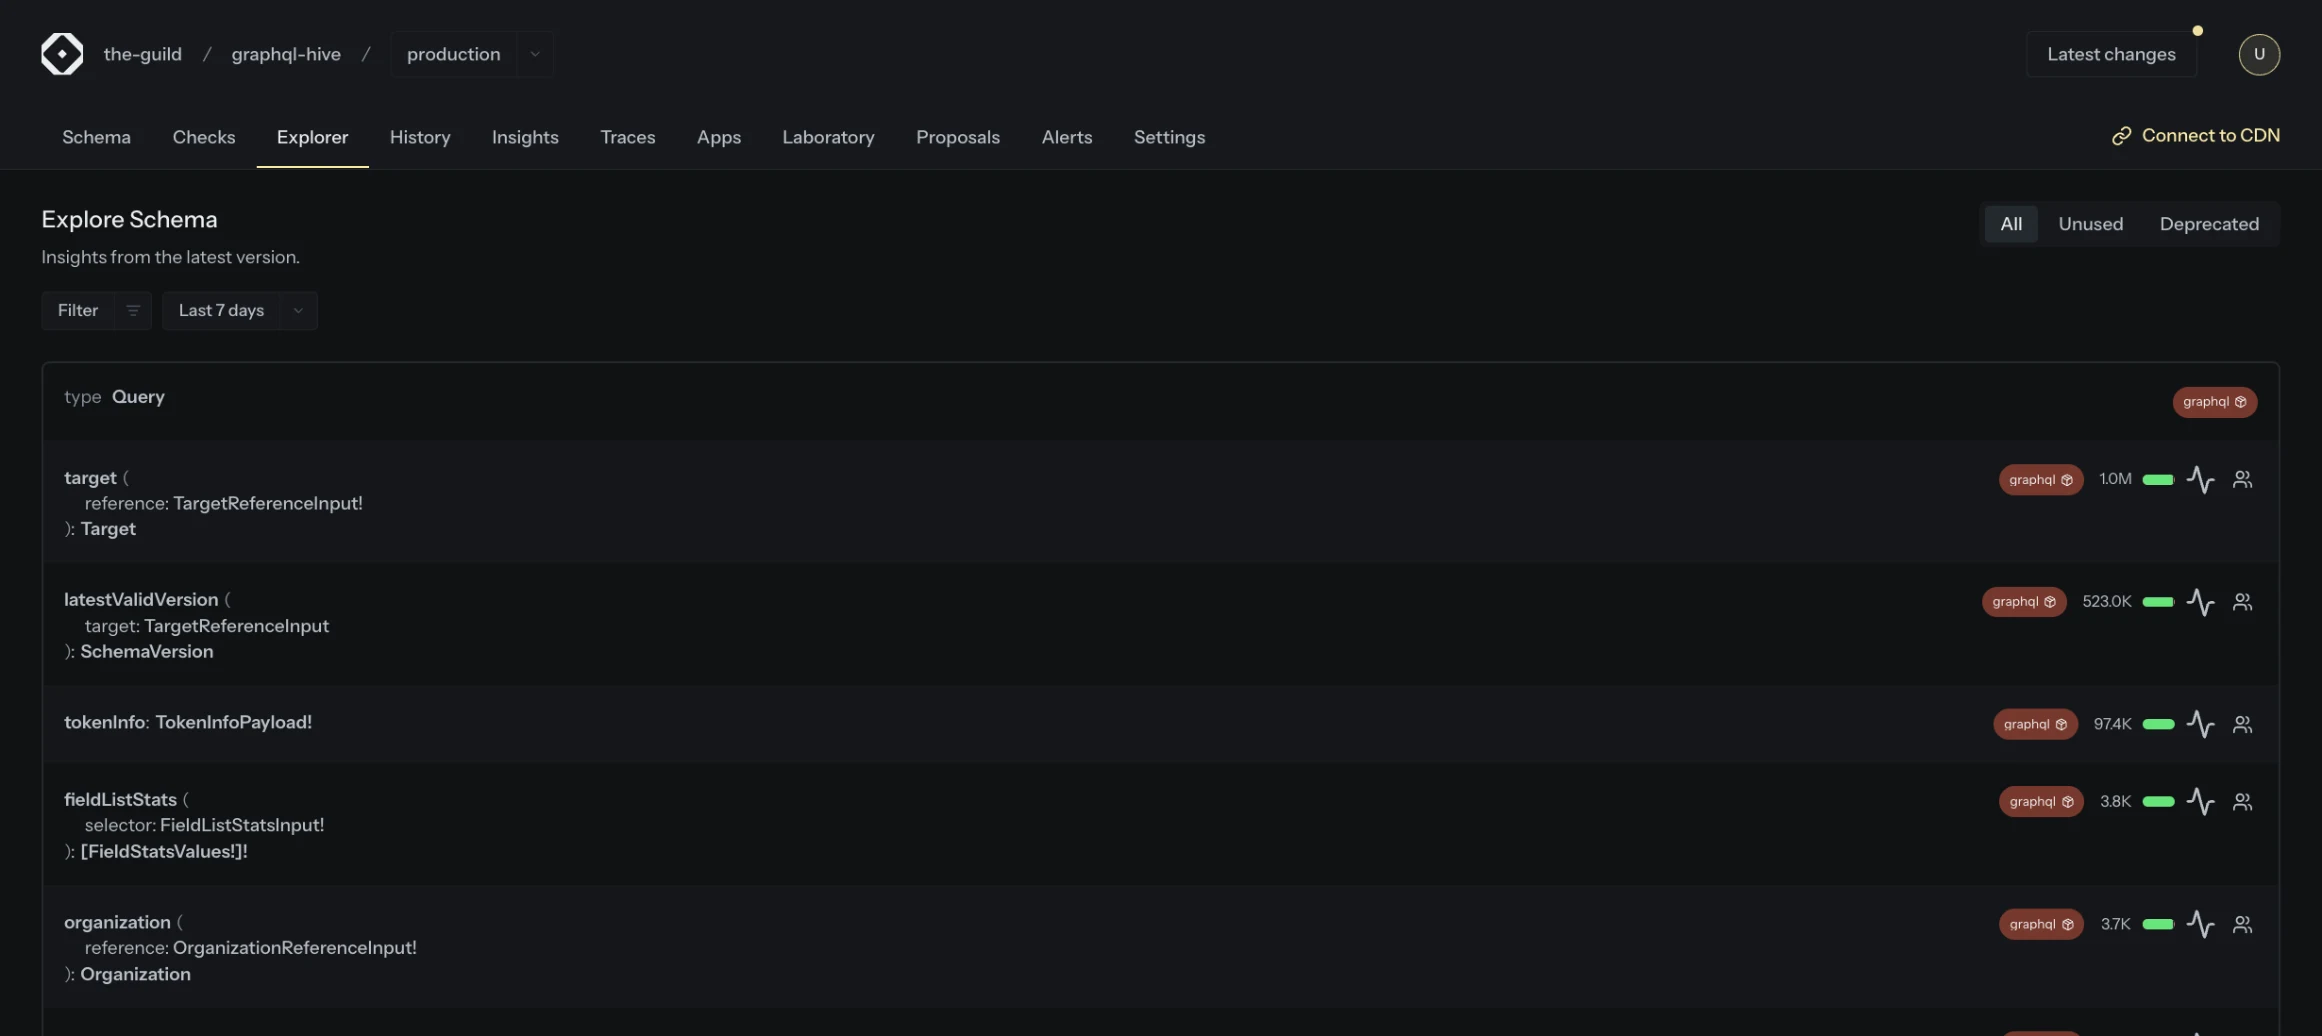 the-guild / graphql-hive / production
Latest changes
U
Schema Checks Explorer History Insights Traces Apps Laboratory Proposals Alerts Settings
Connect to CDN
Explore Schema
Insights from the latest version.
All Unused Deprecated
Filter
Last 7 days
type Query
graphql
target (
reference: TargetReferenceInput!
): Target
graphql 1.0M
latestValidVersion (
target: TargetReferenceInput
): SchemaVersion
graphql 523.0K
tokenInfo: TokenInfoPayload!
graphql 97.4K
fieldListStats (
selector: FieldListStatsInput!
): [FieldStatsValues!]!
graphql 3.8K
organization (
reference: OrganizationReferenceInput!
): Organization
graphql 3.7K